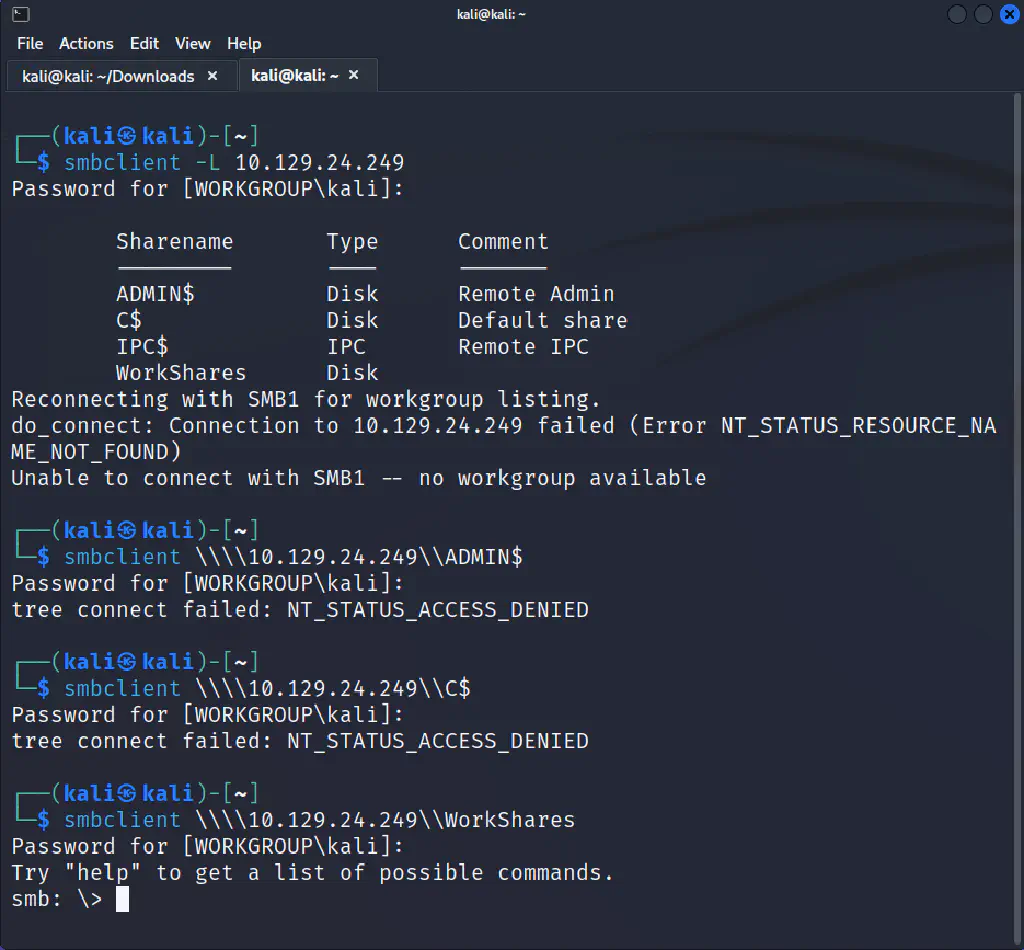 kali@kali: ~
File Actions Edit View Help
kali@kali: ~/Downloads × kali@kali: ~ ×
┌──(kali㉿kali)-[~]
└─$ smbclient -L 10.129.24.249
Password for [WORKGROUP\kali]:
Sharename Type Comment
ADMIN$ Disk Remote Admin
C$ Disk Default share
IPC$ IPC Remote IPC
WorkShares Disk
Reconnecting with SMB1 for workgroup listing.
do_connect: Connection to 10.129.24.249 failed (Error NT_STATUS_RESOURCE_NA
ME_NOT_FOUND)
Unable to connect with SMB1 -- no workgroup available
┌──(kali㉿kali)-[~]
└─$ smbclient \\\\10.129.24.249\\ADMIN$
Password for [WORKGROUP\kali]:
tree connect failed: NT_STATUS_ACCESS_DENIED
┌──(kali㉿kali)-[~]
└─$ smbclient \\\\10.129.24.249\\C$
Password for [WORKGROUP\kali]:
tree connect failed: NT_STATUS_ACCESS_DENIED
┌──(kali㉿kali)-[~]
└─$ smbclient \\\\10.129.24.249\\WorkShares
Password for [WORKGROUP\kali]:
Try "help" to get a list of possible commands.
smb: \>